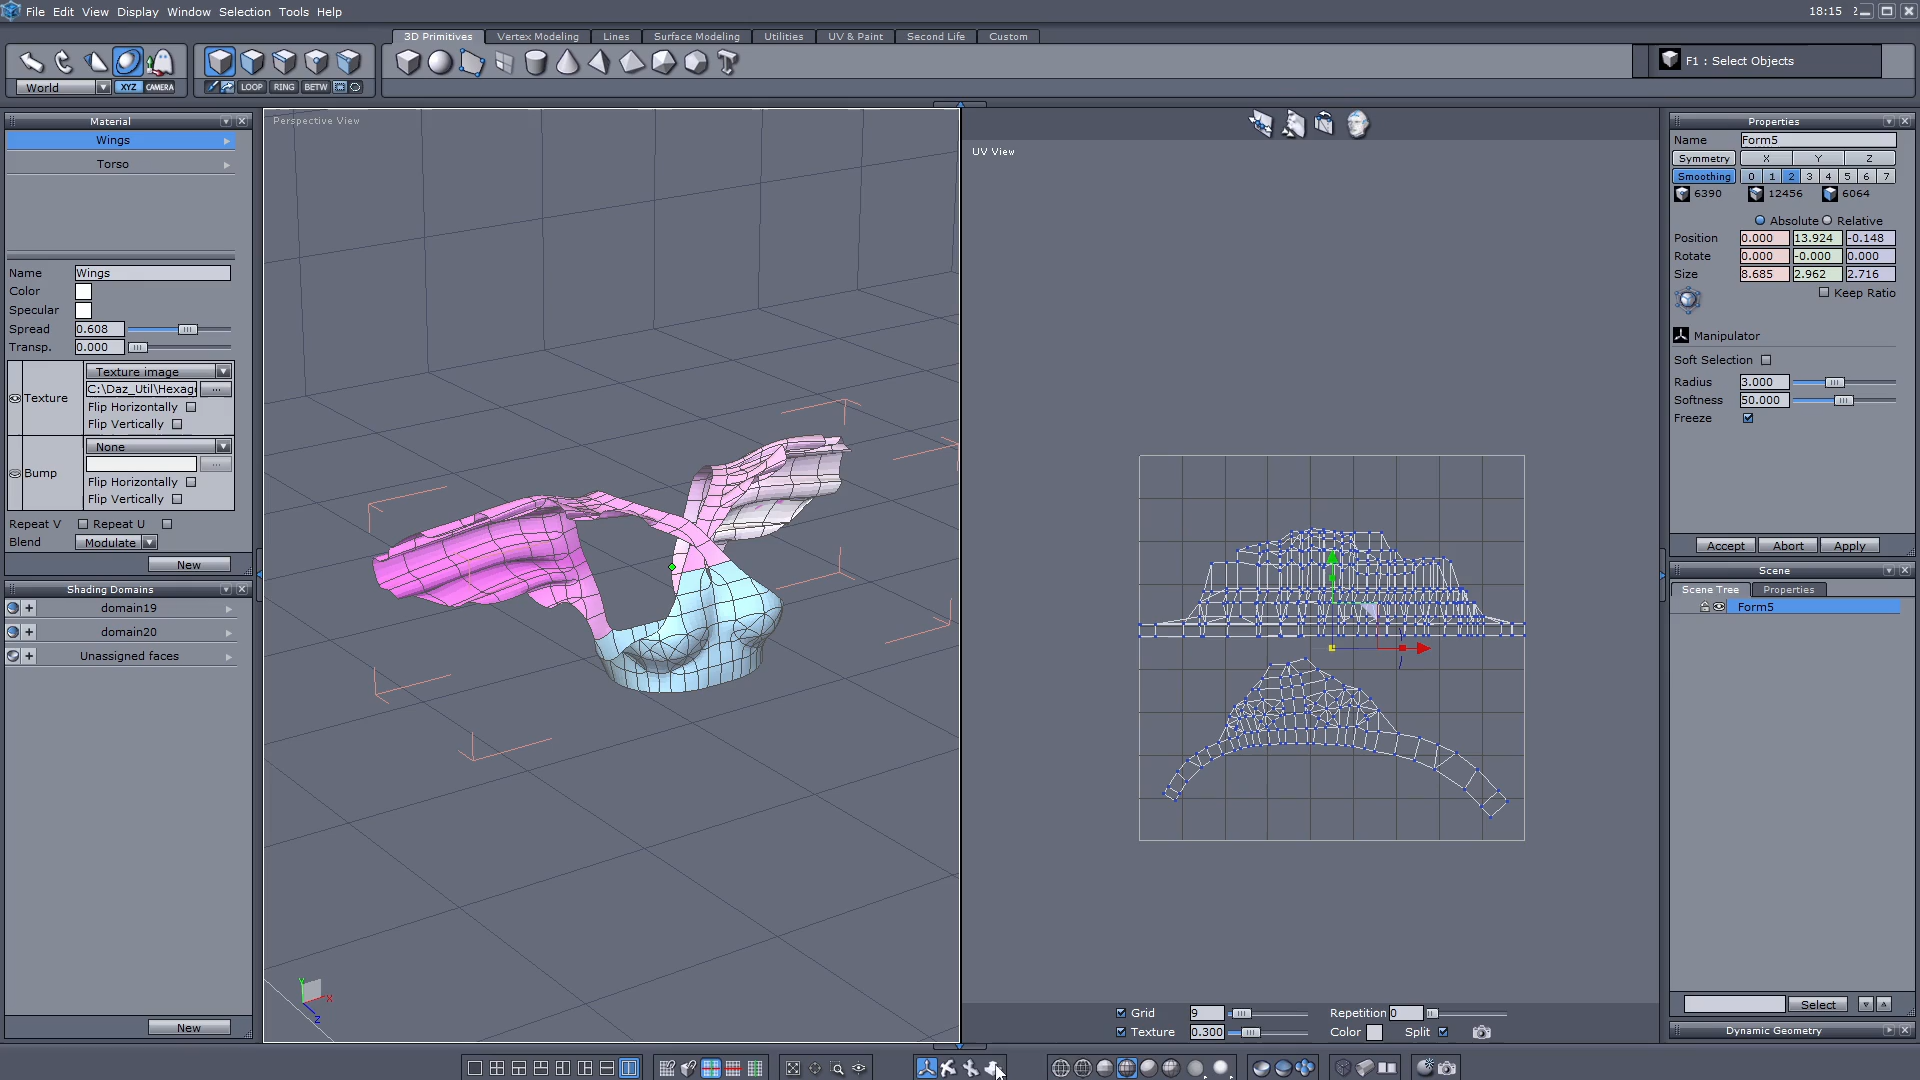 File Edit View Display Window Selection Tools Help
18:15
3D Primitives Vertex Modeling Lines Surface Modeling Utilities UV & Paint Second Life Custom
F1 : Select Objects
World XYZ CAMERA LOOP RING BETW
Material
Wings
Torso
Name Wings
Color
Specular
Spread 0.608
Transp. 0.000
Texture Texture image
C:\Daz_Util\Hexag
...
Flip Horizontally
Flip Vertically
Bump None
...
Flip Horizontally
Flip Vertically
Repeat V Repeat U
Blend Modulate
New
Shading Domains
domain19
domain20
Unassigned faces
New
Perspective View
Y
X
Z
UV View
Grid 9 Repetition 0
Texture 0.300 Color Split
Properties
Name Form5
Symmetry X Y Z
Smoothing 0 1 2 3 4 5 6 7
6390 12456 6064
Absolute Relative
Position 0.000 13.924 -0.148
Rotate 0.000 -0.000 0.000
Size 8.685 2.962 2.716
Keep Ratio
Manipulator
Soft Selection
Radius 3.000
Softness 50.000
Freeze
Accept Abort Apply
Scene
Scene Tree Properties
Form5
Select
Dynamic Geometry